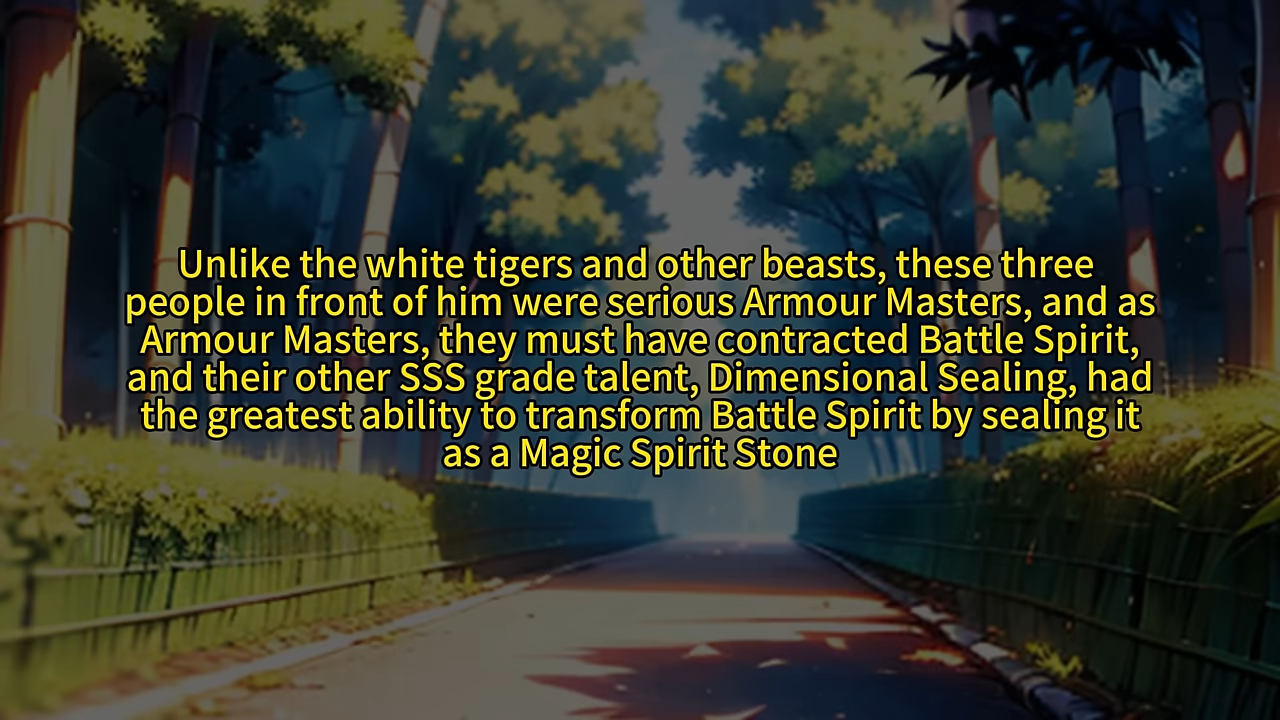 Unlike the white tigers and other beasts, these three
people in front of him were serious Armour Masters, and as
Armour Masters, they must have contracted Battle Spirit,
and their other SSS grade talent, Dimensional Sealing, had
the greatest ability to transform Battle Spirit by sealing it
as a Magic Spirit Stone